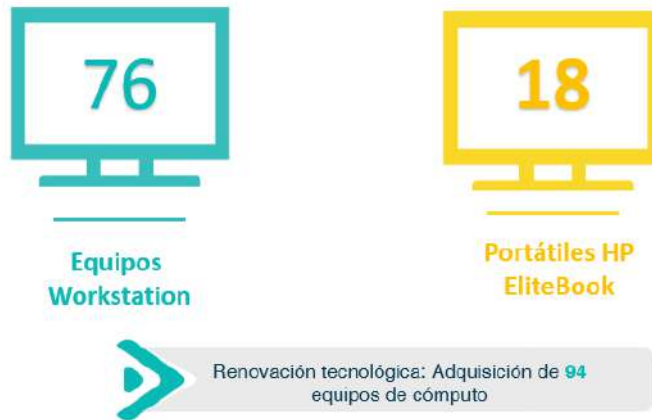 76
18
Equipos
Workstation
Portátiles HP
EliteBook
Renovación tecnológica: Adquisición de 94
equipos de cómputo